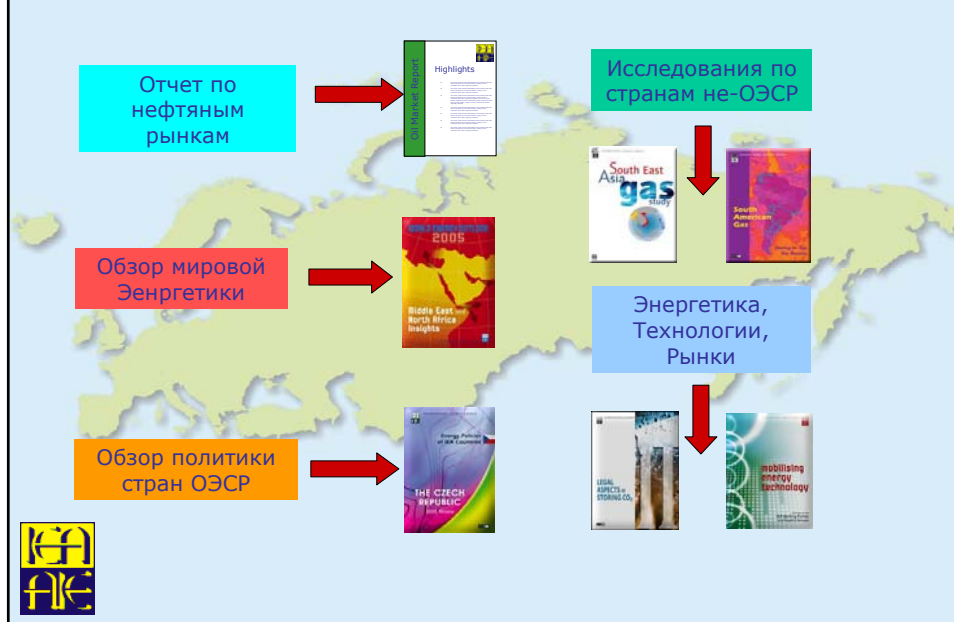 Отчет по
нефтяным
рынкам
Oil Market Report
Highlights
Исследования по
странам не-ОЭСР
South East
Asia
gas
study
South
American
Gas
Обзор мировой
Эенргетики
WORLD ENERGY OUTLOOK
2005
Middle East and
North Africa
Insights
Энергетика,
Технологии,
Рынки
Обзор политики
стран ОЭСР
Energy Policies
of IEA Countries
THE CZECH
REPUBLIC
2005 Review
LEGAL
ASPECTS OF
STORING CO₂
mobilising
energy
technology
IEA
AIE